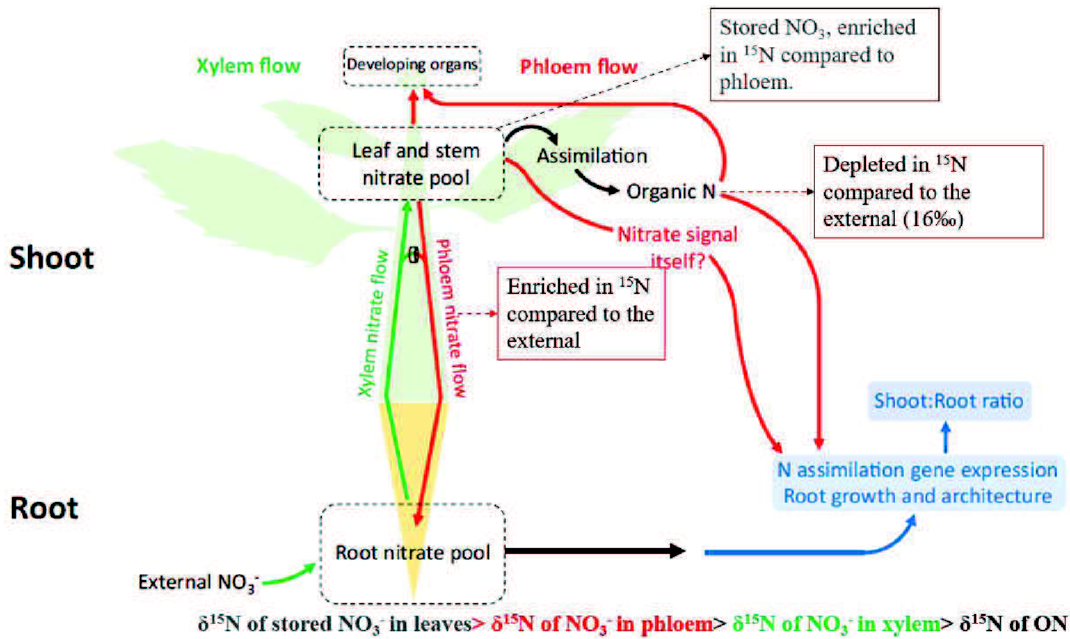 Xylem flow
Developing organs
Phloem flow
Stored NO3, enriched
in 15N compared to
phloem.
Leaf and stem
nitrate pool
Assimilation
Organic N
Depleted in 15N
compared to the
external (16‰)
Shoot
Nitrate signal
itself?
Xylem nitrate flow
Phloem nitrate flow
Enriched in 15N
compared to the
external
Shoot:Root ratio
N assimilation gene expression
Root growth and architecture
Root
Root nitrate pool
External NO3-
δ15N of stored NO3- in leaves> δ15N of NO3- in phloem> δ15N of NO3- in xylem> δ15N of ON